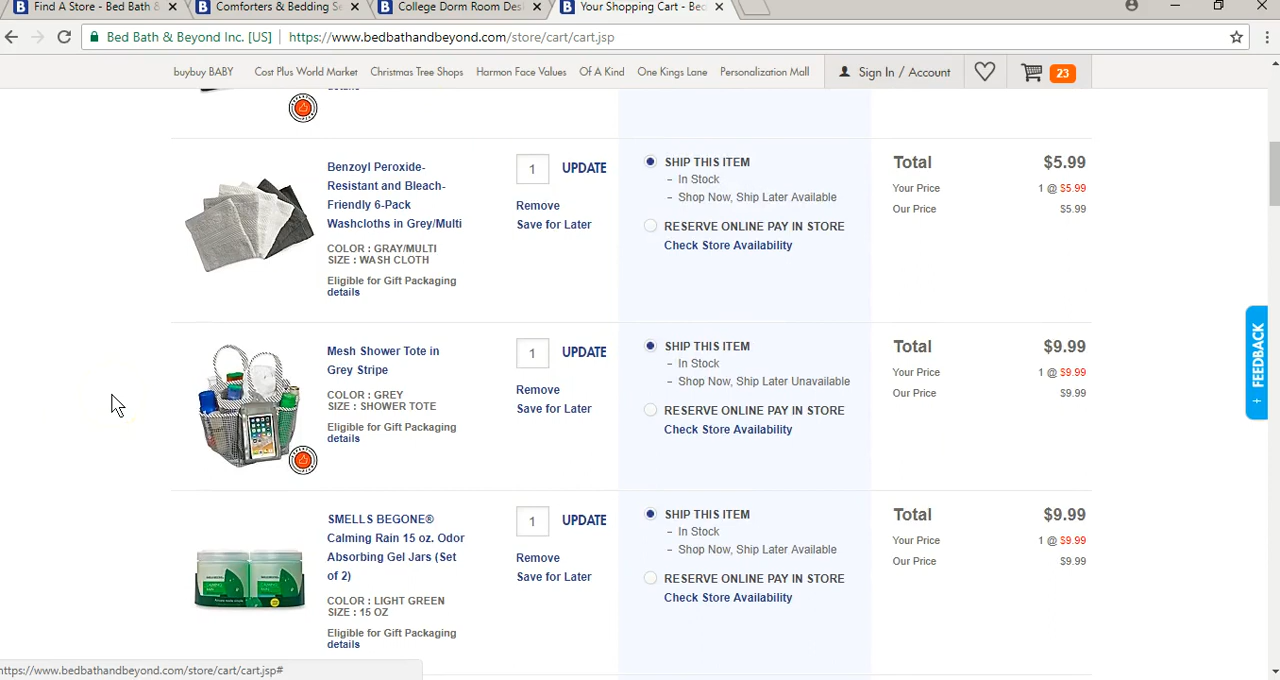 Find A Store - Bed Bath &
Comforters & Bedding Se
College Dorm Room Des
Your Shopping Cart - Bed
Bed Bath & Beyond Inc. [US]
https://www.bedbathandbeyond.com/store/cart/cart.jsp
buybuy BABY
Cost Plus World Market
Christmas Tree Shops
Harmon Face Values
Of A Kind
One Kings Lane
Personalization Mall
Sign In / Account
23
details
Benzoyl Peroxide-
Resistant and Bleach-
Friendly 6-Pack
Washcloths in Grey/Multi
COLOR : GRAY/MULTI
SIZE : WASH CLOTH
Eligible for Gift Packaging
details
1
UPDATE
Remove
Save for Later
SHIP THIS ITEM
- In Stock
- Shop Now, Ship Later Available
RESERVE ONLINE PAY IN STORE
Check Store Availability
Total $5.99
Your Price 1 @ $5.99
Our Price $5.99
Mesh Shower Tote in
Grey Stripe
COLOR : GREY
SIZE : SHOWER TOTE
Eligible for Gift Packaging
details
1
UPDATE
Remove
Save for Later
SHIP THIS ITEM
- In Stock
- Shop Now, Ship Later Unavailable
RESERVE ONLINE PAY IN STORE
Check Store Availability
Total $9.99
Your Price 1 @ $9.99
Our Price $9.99
SMELLS BEGONE®
Calming Rain 15 oz. Odor
Absorbing Gel Jars (Set
of 2)
COLOR : LIGHT GREEN
SIZE : 15 OZ
Eligible for Gift Packaging
details
1
UPDATE
Remove
Save for Later
SHIP THIS ITEM
- In Stock
- Shop Now, Ship Later Available
RESERVE ONLINE PAY IN STORE
Check Store Availability
Total $9.99
Your Price 1 @ $9.99
Our Price $9.99
+ FEEDBACK
https://www.bedbathandbeyond.com/store/cart/cart.jsp#